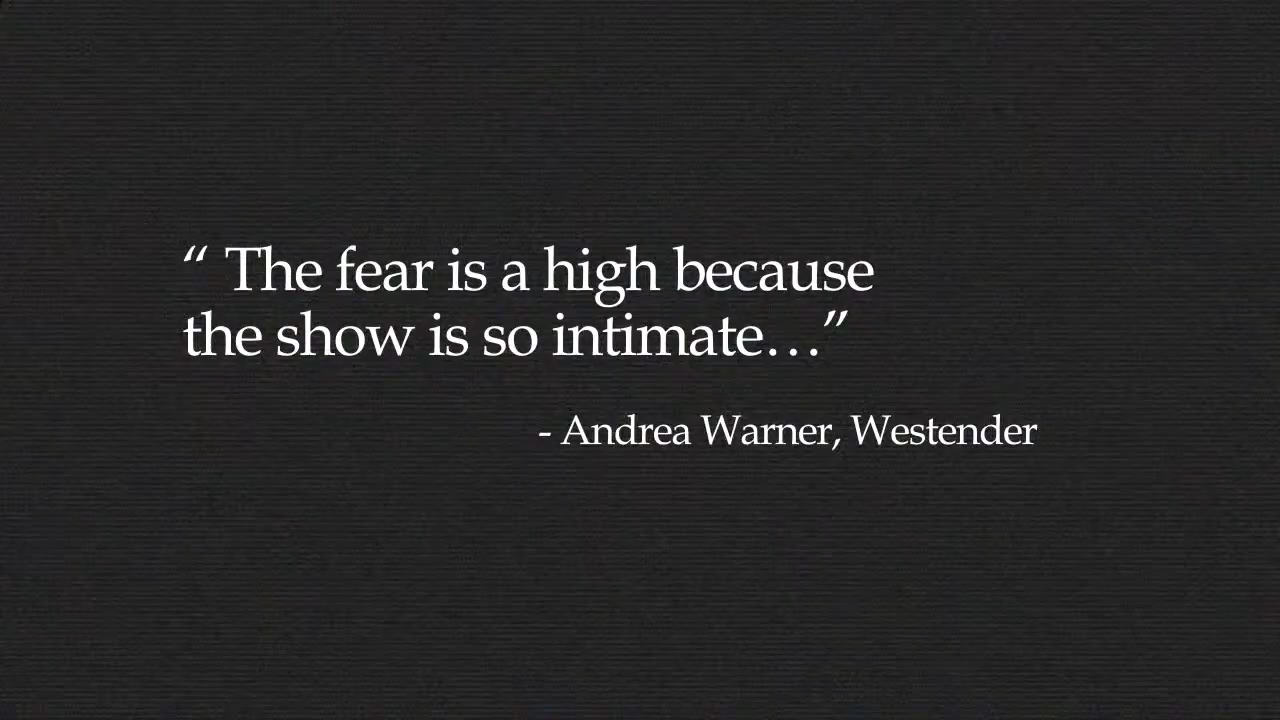 “ The fear is a high because
the show is so intimate…”
- Andrea Warner, Westender